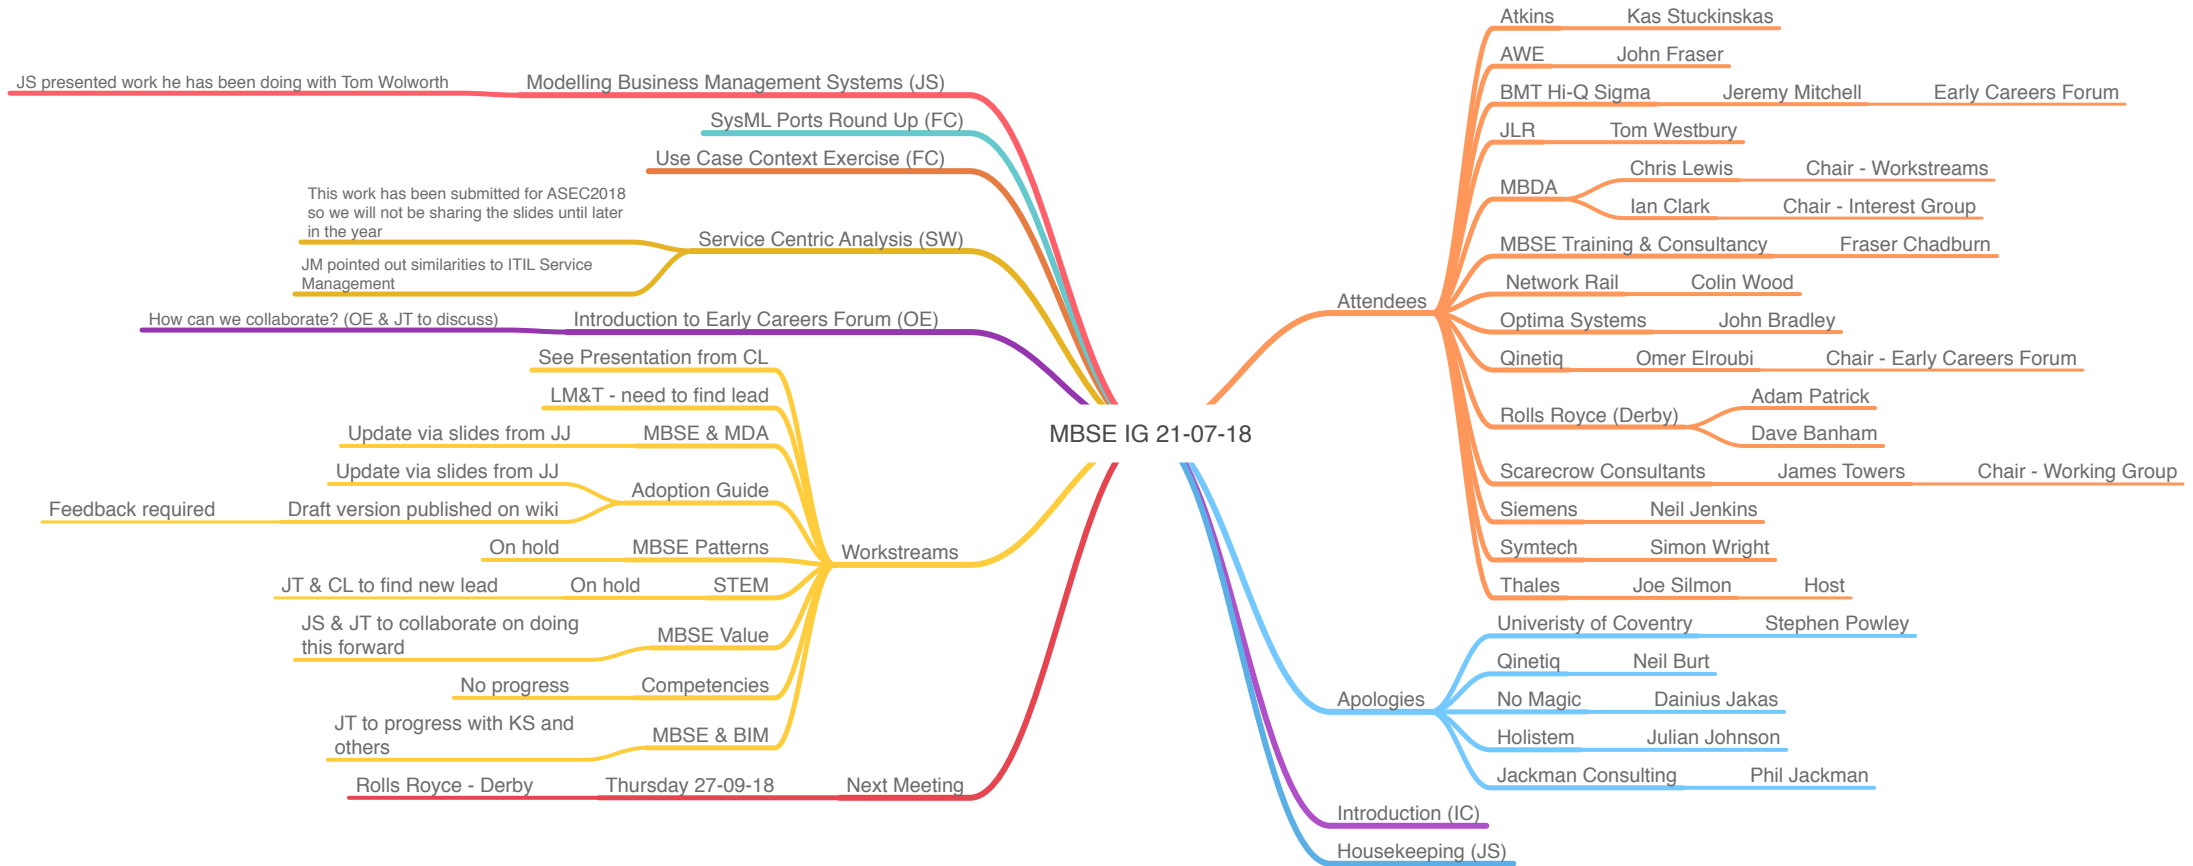 MBSE IG 21-07-18
Attendees
Atkins
Kas Stuckinskas
AWE
John Fraser
BMT Hi-Q Sigma
Jeremy Mitchell
Early Careers Forum
JLR
Tom Westbury
MBDA
Chris Lewis
Chair - Workstreams
Ian Clark
Chair - Interest Group
MBSE Training & Consultancy
Fraser Chadburn
Network Rail
Colin Wood
Optima Systems
John Bradley
Qinetiq
Omer Elroubi
Chair - Early Careers Forum
Rolls Royce (Derby)
Adam Patrick
Dave Banham
Scarecrow Consultants
James Towers
Chair - Working Group
Siemens
Neil Jenkins
Symtech
Simon Wright
Thales
Joe Silmon
Host
Apologies
Univeristy of Coventry
Stephen Powley
Qinetiq
Neil Burt
No Magic
Dainius Jakas
Holistem
Julian Johnson
Jackman Consulting
Phil Jackman
Introduction (IC)
Housekeeping (JS)
Modelling Business Management Systems (JS)
JS presented work he has been doing with Tom Wolworth
SysML Ports Round Up (FC)
Use Case Context Exercise (FC)
Service Centric Analysis (SW)
This work has been submitted for ASEC2018
so we will not be sharing the slides until later
in the year
JM pointed out similarities to ITIL Service
Management
Introduction to Early Careers Forum (OE)
How can we collaborate? (OE & JT to discuss)
Workstreams
See Presentation from CL
LM&T - need to find lead
MBSE & MDA
Update via slides from JJ
Adoption Guide
Update via slides from JJ
Draft version published on wiki
Feedback required
MBSE Patterns
On hold
STEM
On hold
JT & CL to find new lead
MBSE Value
JS & JT to collaborate on doing
this forward
Competencies
No progress
MBSE & BIM
JT to progress with KS and
others
Next Meeting
Thursday 27-09-18
Rolls Royce - Derby